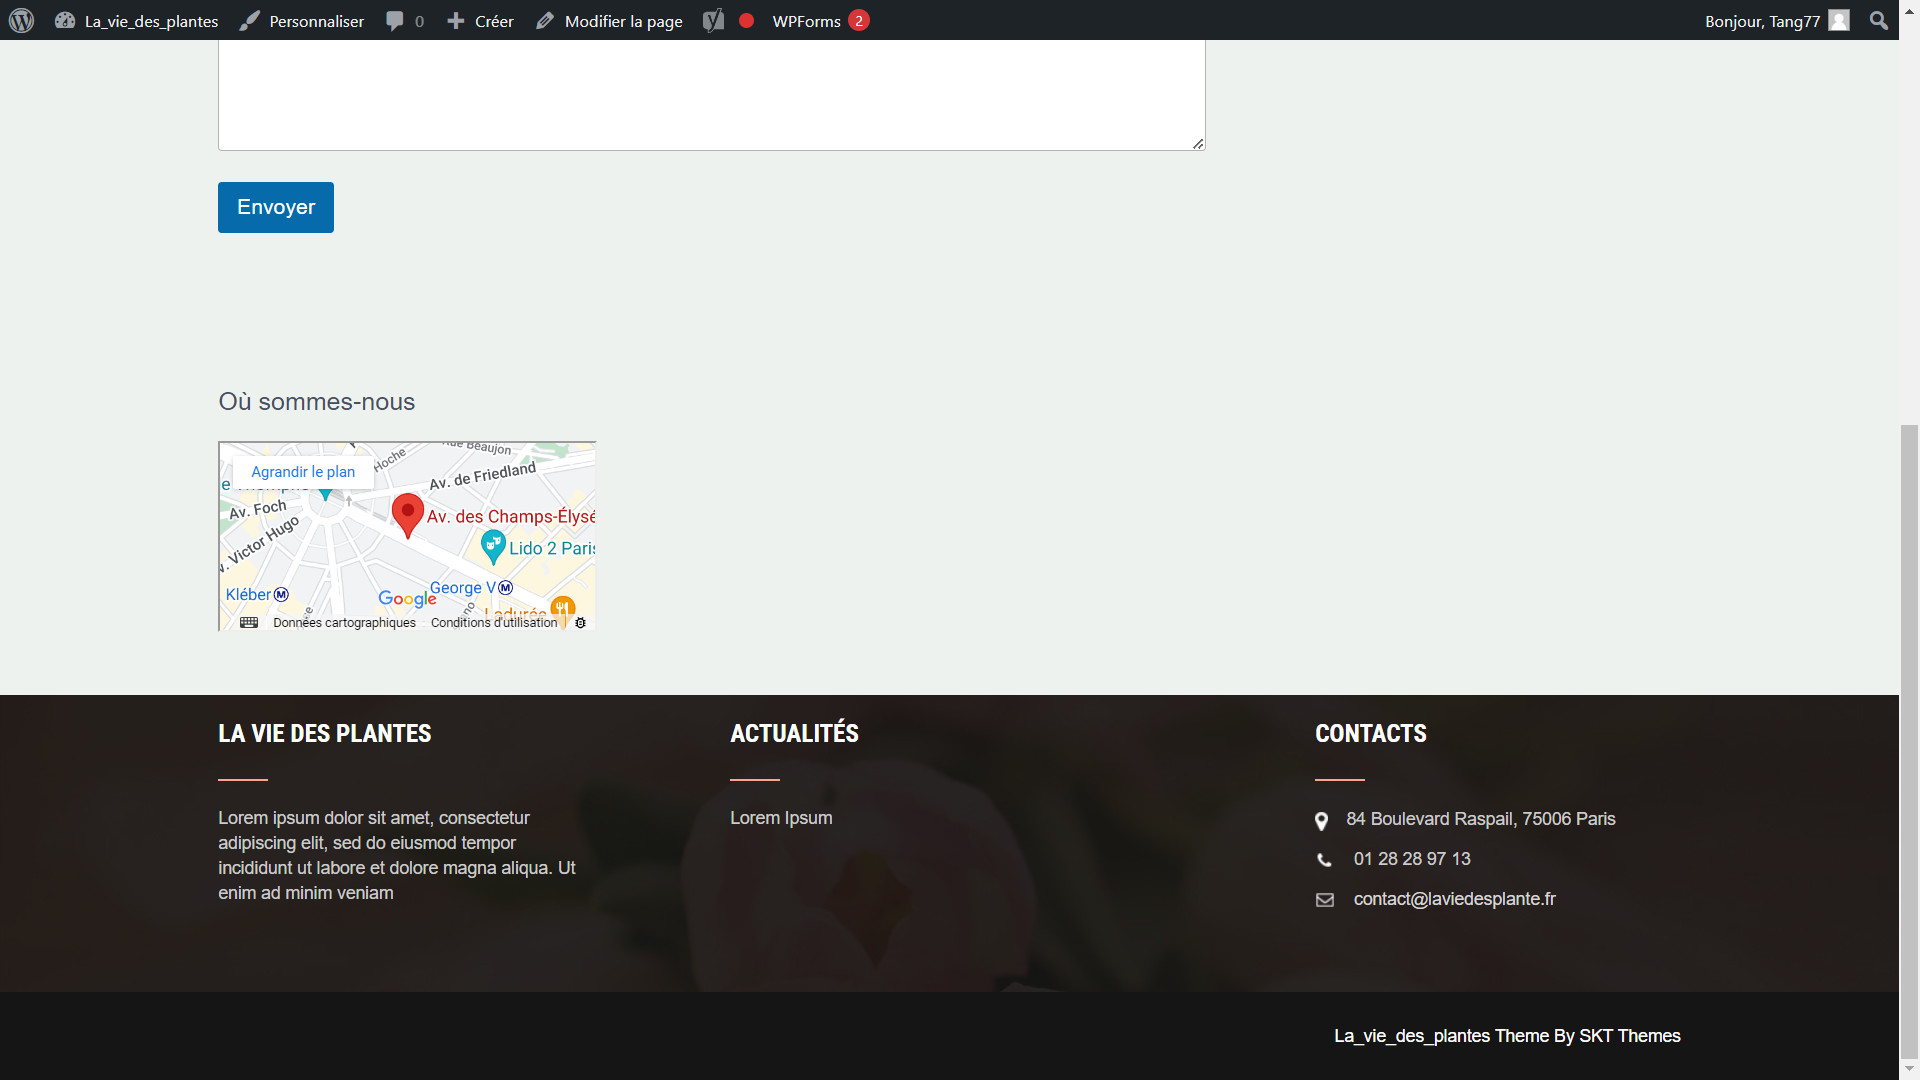 La_vie_des_plantes Personnaliser 0 Créer Modifier la page WPForms 2 Bonjour, Tang77
Envoyer
Où sommes-nous
Agrandir le plan
Hoche
Rue Beaujon
Av. de Friedland
Av. Foch
Av. des Champs-Élysé
Victor Hugo
Lido 2 Paris
George V M
Kléber M
Google
Ladurée
Données cartographiques Conditions d'utilisation
LA VIE DES PLANTES
Lorem ipsum dolor sit amet, consectetur
adipiscing elit, sed do eiusmod tempor
incididunt ut labore et dolore magna aliqua. Ut
enim ad minim veniam
ACTUALITÉS
Lorem Ipsum
CONTACTS
84 Boulevard Raspail, 75006 Paris
01 28 28 97 13
contact@laviedesplante.fr
La_vie_des_plantes Theme By SKT Themes